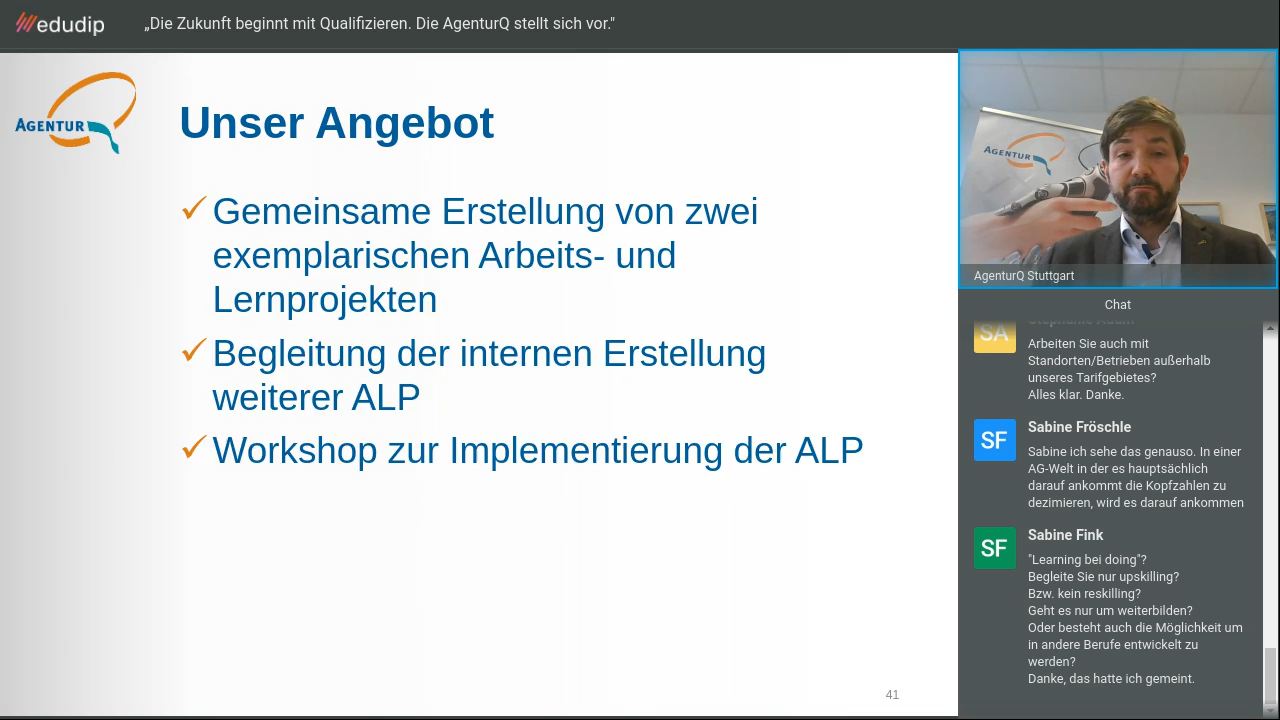 edudip
„Die Zukunft beginnt mit Qualifizieren. Die AgenturQ stellt sich vor."
AGENTUR
Unser Angebot
Gemeinsame Erstellung von zwei
exemplarischen Arbeits- und
Lernprojekten
Begleitung der internen Erstellung
weiterer ALP
Workshop zur Implementierung der ALP
41
AGENTUR
AgenturQ Stuttgart
Chat
SA
Arbeiten Sie auch mit
Standorten/Betrieben außerhalb
unseres Tarifgebietes?
Alles klar. Danke.
SF
Sabine Fröschle
Sabine ich sehe das genauso. In einer
AG-Welt in der es hauptsächlich
darauf ankommt die Kopfzahlen zu
dezimieren, wird es darauf ankommen
SF
Sabine Fink
"Learning bei doing"?
Begleite Sie nur upskilling?
Bzw. kein reskilling?
Geht es nur um weiterbilden?
Oder besteht auch die Möglichkeit um
in andere Berufe entwickelt zu
werden?
Danke, das hatte ich gemeint.